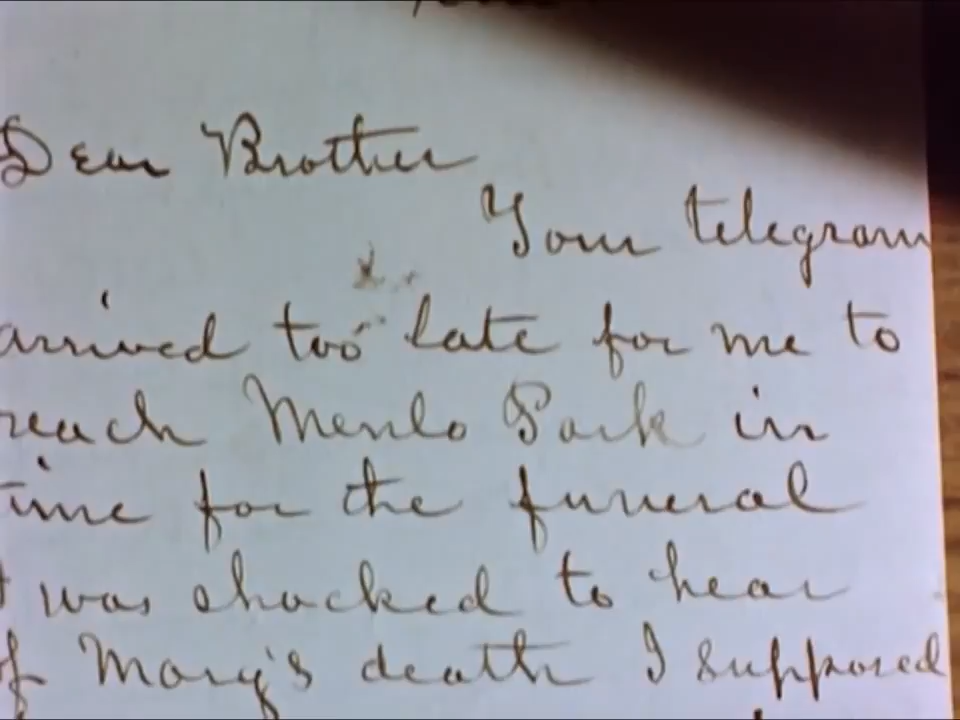 Dear Brother
Your telegram
arrived too late for me to
reach Menlo Park in
time for the funeral
I was shocked to hear
of Mary's death I supposed